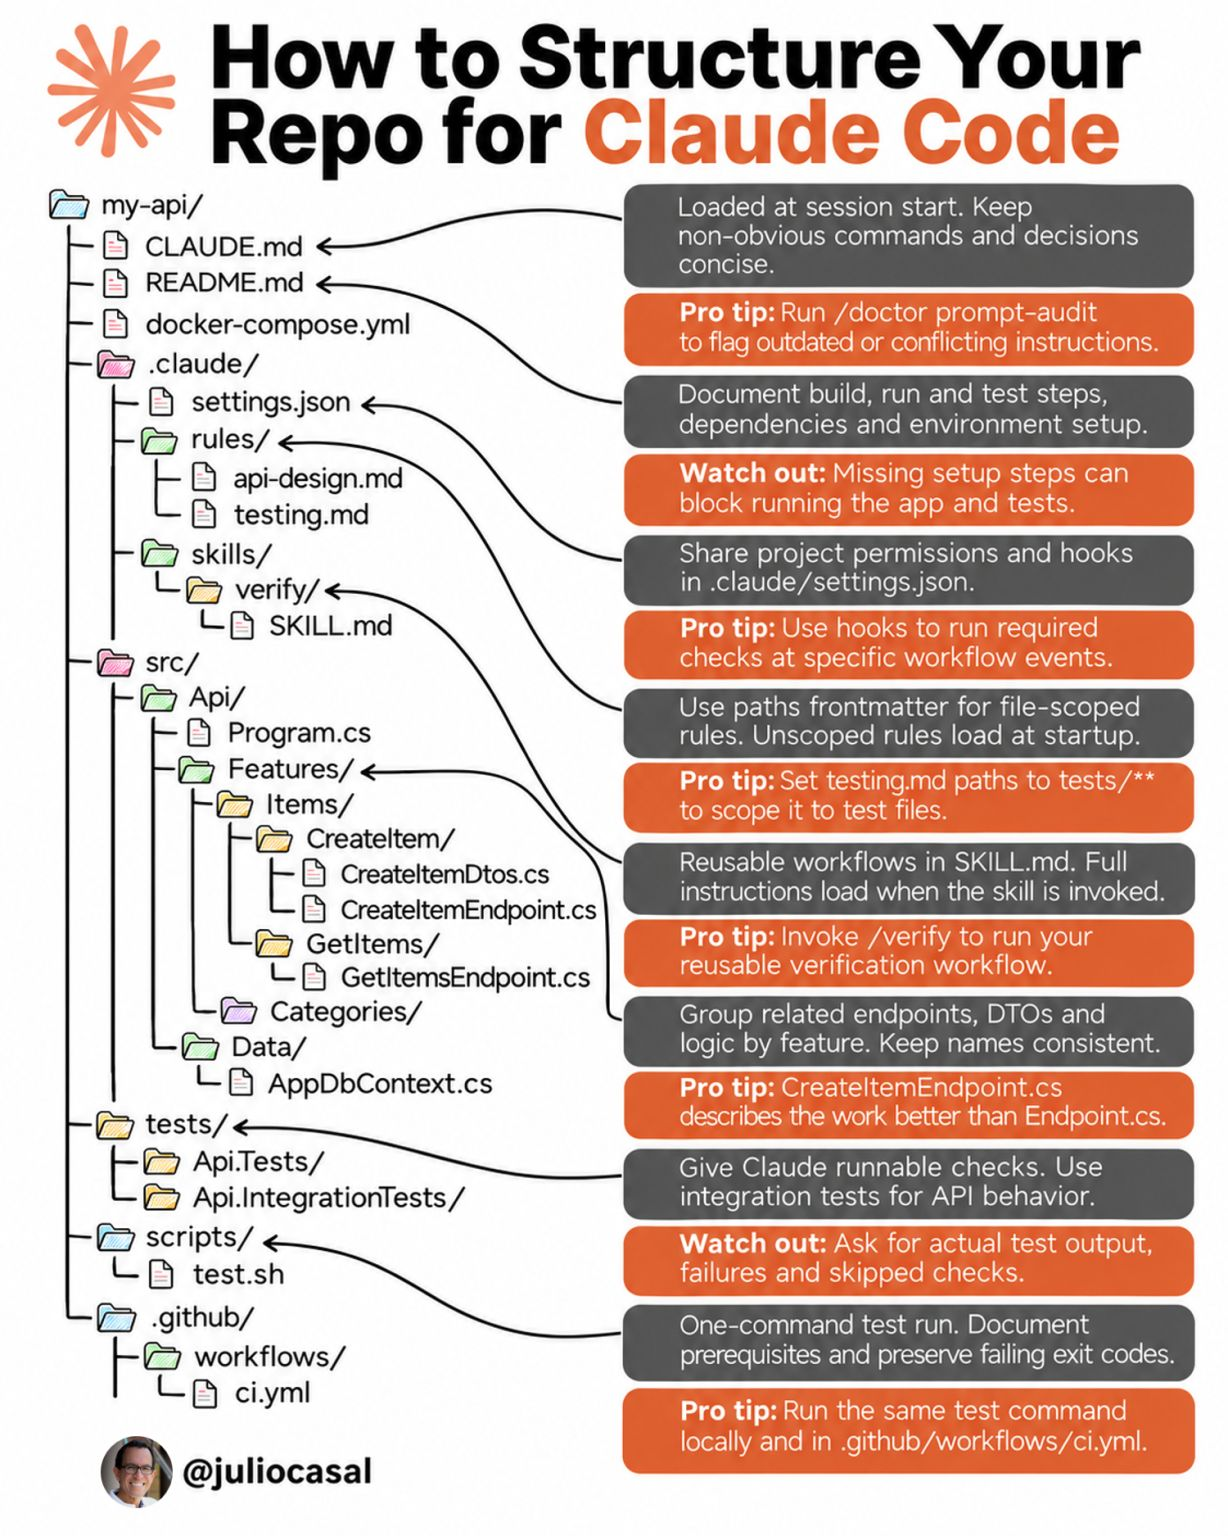 How to Structure Your
Repo for Claude Code
my-api/
CLAUDE.md
README.md
docker-compose.yml
.claude/
settings.json
rules/
api-design.md
testing.md
skills/
verify/
SKILL.md
src/
Api/
Program.cs
Features/
Items/
CreateItem/
CreateItemDtos.cs
CreateItemEndpoint.cs
GetItems/
GetItemsEndpoint.cs
Categories/
Data/
AppDbContext.cs
tests/
Api.Tests/
Api.IntegrationTests/
scripts/
test.sh
.github/
workflows/
ci.yml
@juliocasal
Loaded at session start. Keep
non-obvious commands and decisions
concise.
Pro tip: Run /doctor prompt-audit
to flag outdated or conflicting instructions.
Document build, run and test steps,
dependencies and environment setup.
Watch out: Missing setup steps can
block running the app and tests.
Share project permissions and hooks
in .claude/settings.json.
Pro tip: Use hooks to run required
checks at specific workflow events.
Use paths frontmatter for file-scoped
rules. Unscoped rules load at startup.
Pro tip: Set testing.md paths to tests/**
to scope it to test files.
Reusable workflows in SKILL.md. Full
instructions load when the skill is invoked.
Pro tip: Invoke /verify to run your
reusable verification workflow.
Group related endpoints, DTOs and
logic by feature. Keep names consistent.
Pro tip: CreateItemEndpoint.cs
describes the work better than Endpoint.cs.
Give Claude runnable checks. Use
integration tests for API behavior.
Watch out: Ask for actual test output,
failures and skipped checks.
One-command test run. Document
prerequisites and preserve failing exit codes.
Pro tip: Run the same test command
locally and in .github/workflows/ci.yml.